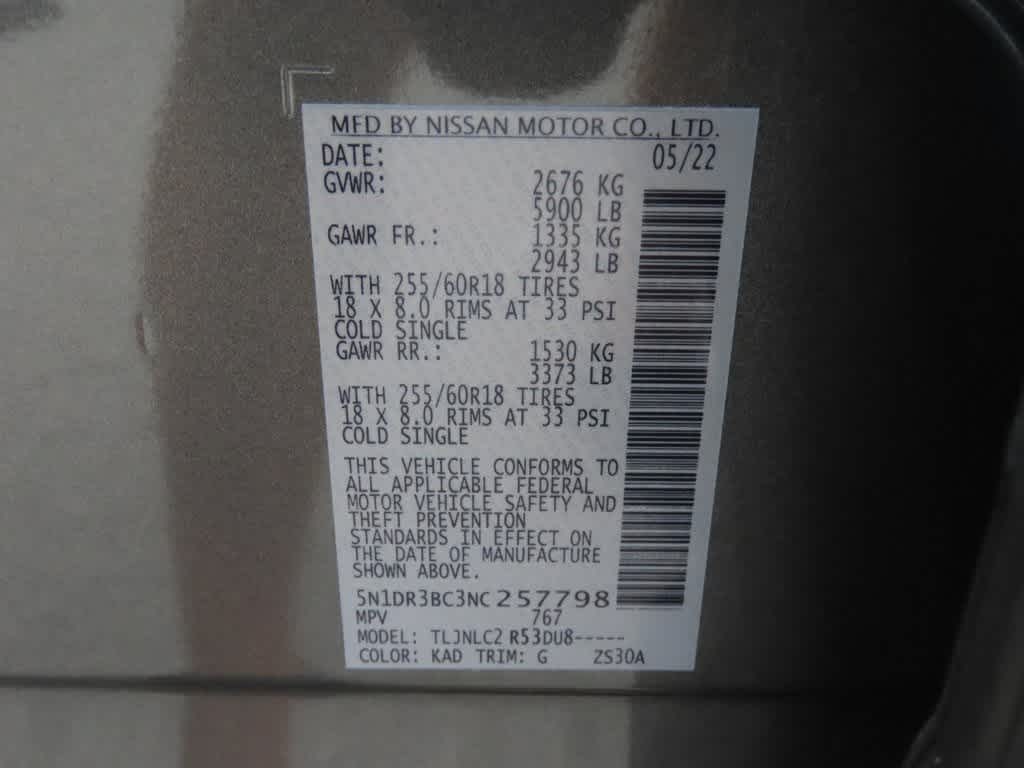 MFD BY NISSAN MOTOR CO., LTD.
DATE: 05/22
GVWR: 2676 KG
5900 LB
GAWR FR.: 1335 KG
2943 LB
WITH 255/60R18 TIRES
18 X 8.0 RIMS AT 33 PSI
COLD SINGLE
GAWR RR.: 1530 KG
3373 LB
WITH 255/60R18 TIRES
18 X 8.0 RIMS AT 33 PSI
COLD SINGLE
THIS VEHICLE CONFORMS TO
ALL APPLICABLE FEDERAL
MOTOR VEHICLE SAFETY AND
THEFT PREVENTION
STANDARDS IN EFFECT ON
THE DATE OF MANUFACTURE
SHOWN ABOVE.
5N1DR3BC3NC257798
MPV 767
MODEL: TLJNLC2 R53DU8-----
COLOR: KAD TRIM: G ZS30A